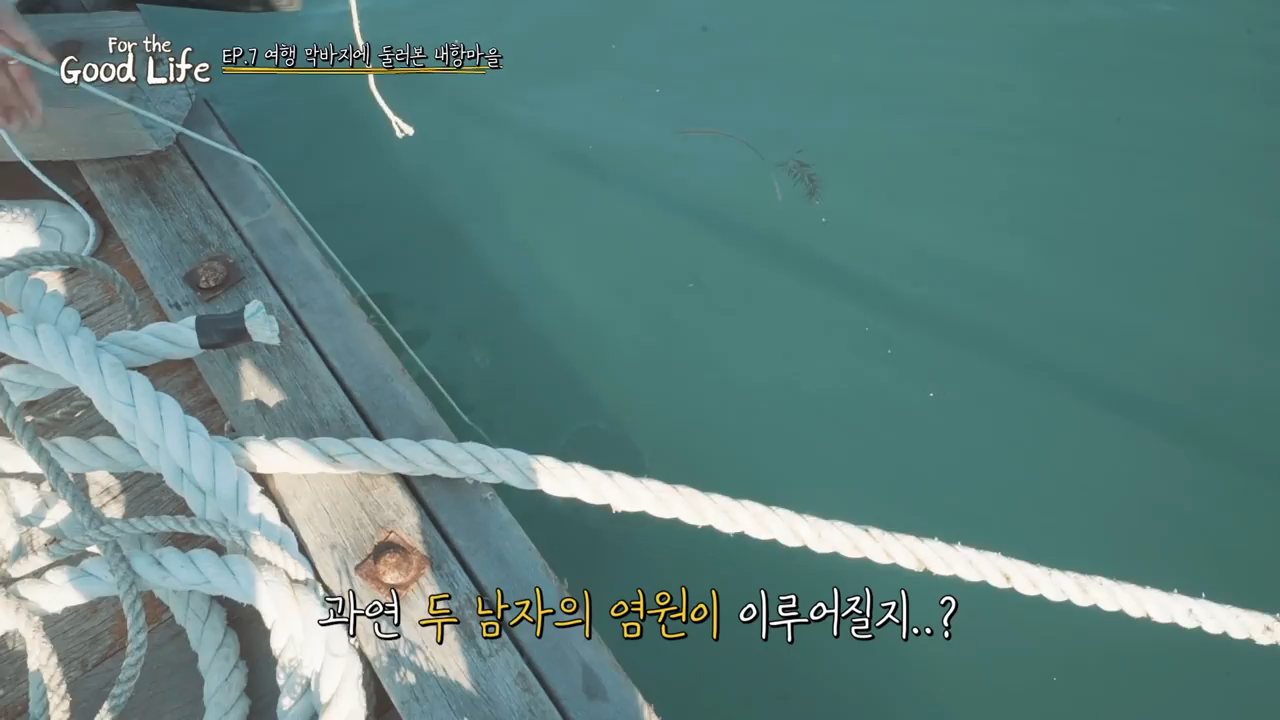 For the
Good Life
EP.7 여행 막바지에 둘러본 내항마을
과연 두 남자의 염원이 이루어질지..?